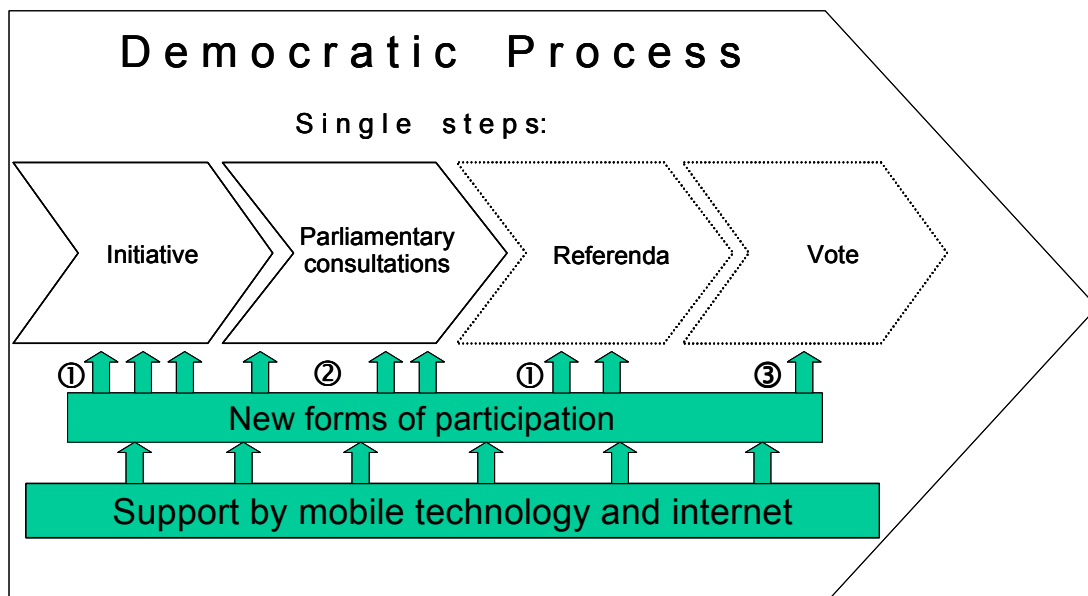 Democratic Process
Single steps:
Initiative
Parliamentary
consultations
Referenda
Vote
① ② ① ③
New forms of participation
Support by mobile technology and internet